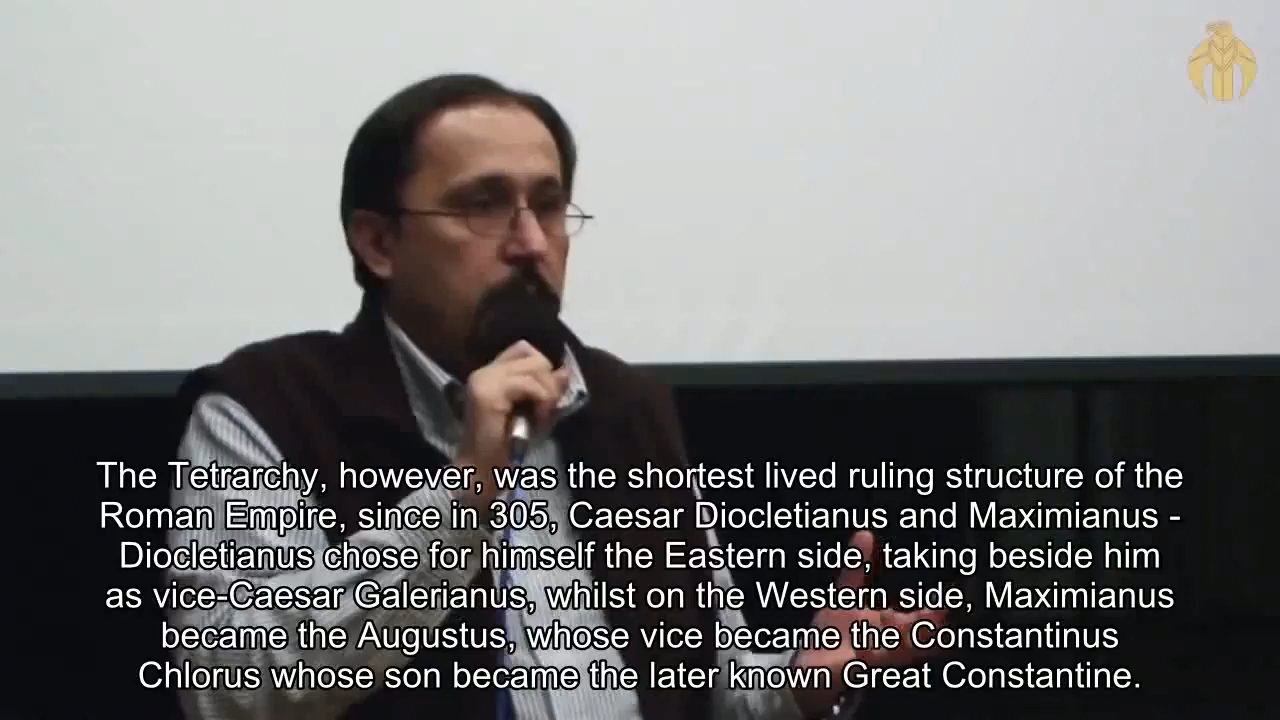 The Tetrarchy, however, was the shortest lived ruling structure of the
Roman Empire, since in 305, Caesar Diocletianus and Maximianus -
Diocletianus chose for himself the Eastern side, taking beside him
as vice-Caesar Galerianus, whilst on the Western side, Maximianus
became the Augustus, whose vice became the Constantinus
Chlorus whose son became the later known Great Constantine.